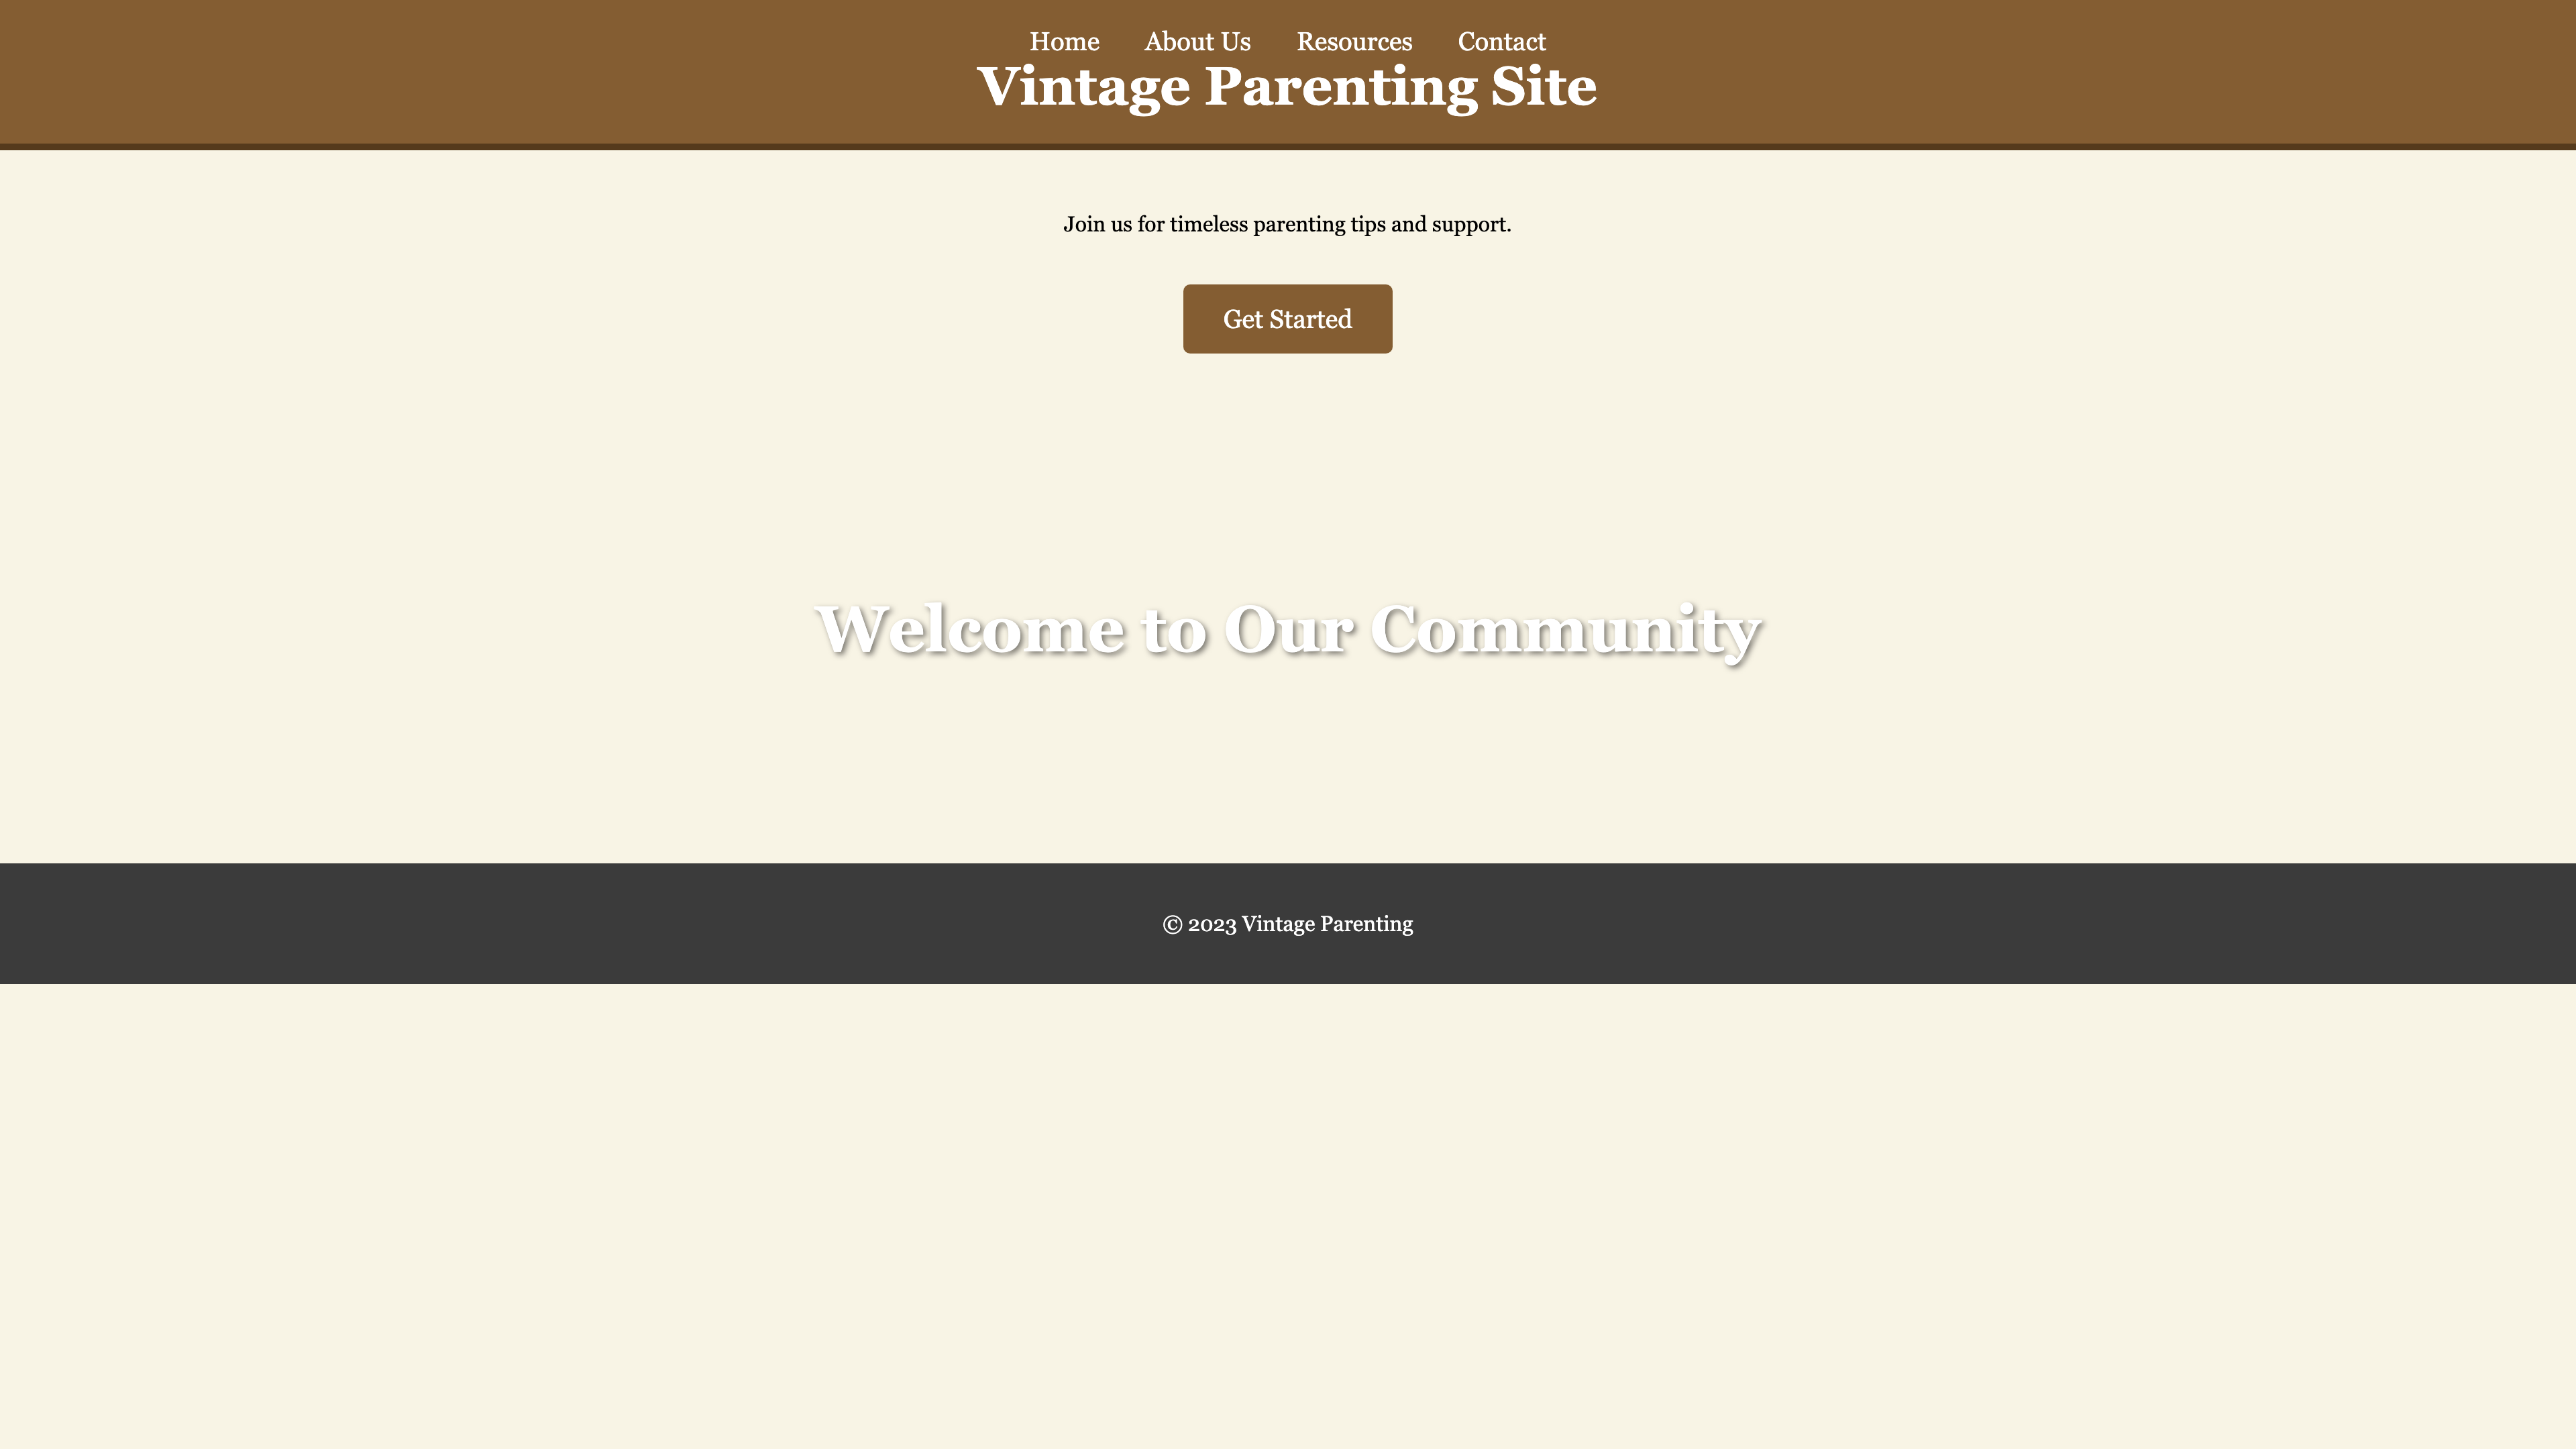 Home About Us Resources Contact
Vintage Parenting Site
Join us for timeless parenting tips and support.
Get Started
Welcome to Our Community
© 2023 Vintage Parenting